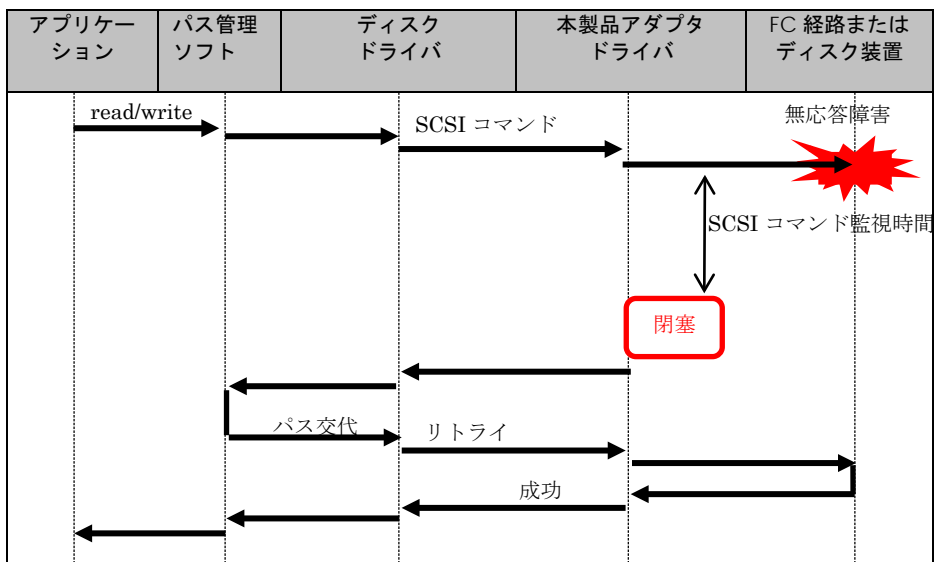 アプリケー
ション
パス管理
ソフト
ディスク
ドライバ
本製品アダプタ
ドライバ
FC 経路または
ディスク装置
read/write
SCSI コマンド
無応答障害
SCSI コマンド監視時間
閉塞
パス交代
リトライ
成功